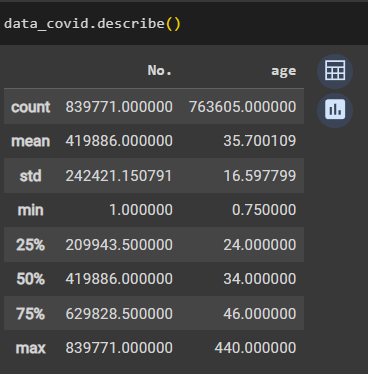 data_covid.describe()
No. age
count 839771.000000 763605.000000
mean 419886.000000 35.700109
std 242421.150791 16.597799
min 1.000000 0.750000
25% 209943.500000 24.000000
50% 419886.000000 34.000000
75% 629828.500000 46.000000
max 839771.000000 440.000000